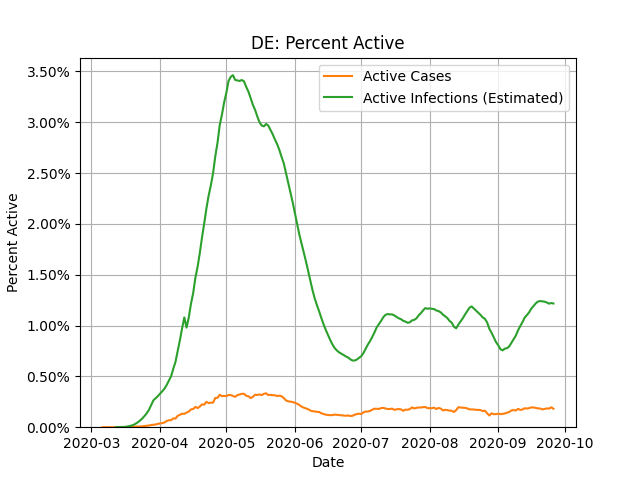 DE: Percent Active
Active Cases
Active Infections (Estimated)
Percent Active
3.50%
3.00%
2.50%
2.00%
1.50%
1.00%
0.50%
0.00%
2020-03 2020-04 2020-05 2020-06 2020-07 2020-08 2020-09 2020-10
Date